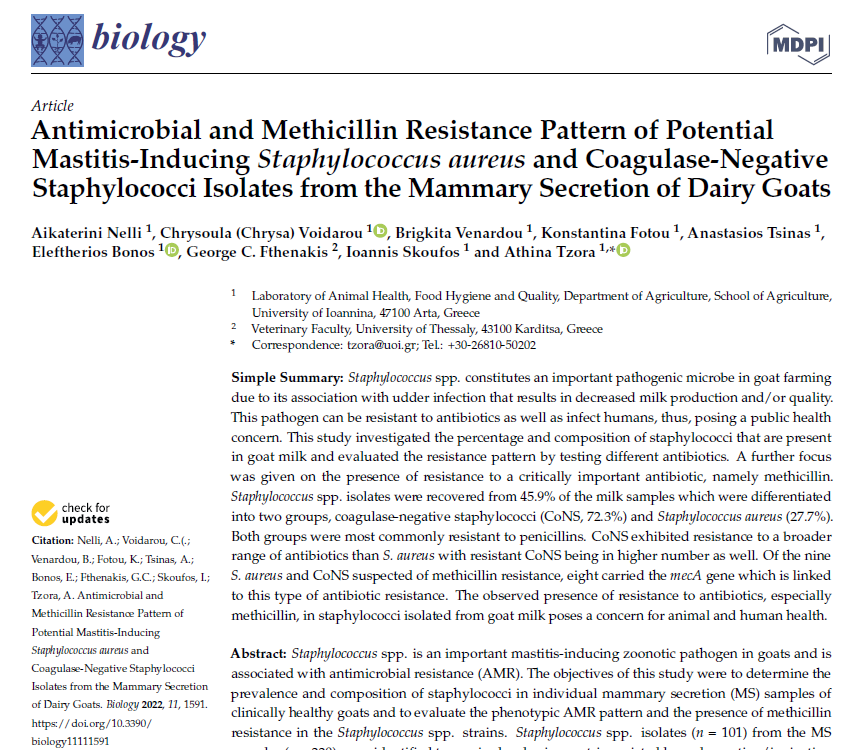 biology
MDPI
Article
Antimicrobial and Methicillin Resistance Pattern of Potential
Mastitis-Inducing Staphylococcus aureus and Coagulase-Negative
Staphylococci Isolates from the Mammary Secretion of Dairy Goats
Aikaterini Nelli 1, Chrysoula (Chrysa) Voidarou 1 iD, Brigkita Venardou 1, Konstantina Fotou 1, Anastasios Tsinas 1,
Eleftherios Bonos 1 iD, George C. Fthenakis 2, Ioannis Skoufos 1 and Athina Tzora 1,* iD
1 Laboratory of Animal Health, Food Hygiene and Quality, Department of Agriculture, School of Agriculture,
University of Ioannina, 47100 Arta, Greece
2 Veterinary Faculty, University of Thessaly, 43100 Karditsa, Greece
* Correspondence: tzora@uoi.gr; Tel.: +30-26810-50202
Simple Summary: Staphylococcus spp. constitutes an important pathogenic microbe in goat farming
due to its association with udder infection that results in decreased milk production and/or quality.
This pathogen can be resistant to antibiotics as well as infect humans, thus, posing a public health
concern. This study investigated the percentage and composition of staphylococci that are present
in goat milk and evaluated the resistance pattern by testing different antibiotics. A further focus
was given on the presence of resistance to a critically important antibiotic, namely methicillin.
Staphylococcus spp. isolates were recovered from 45.9% of the milk samples which were differentiated
into two groups, coagulase-negative staphylococci (CoNS, 72.3%) and Staphylococcus aureus (27.7%).
Both groups were most commonly resistant to penicillins. CoNS exhibited resistance to a broader
range of antibiotics than S. aureus with resistant CoNS being in higher number as well. Of the nine
S. aureus and CoNS suspected of methicillin resistance, eight carried the mecA gene which is linked
to this type of antibiotic resistance. The observed presence of resistance to antibiotics, especially
methicillin, in staphylococci isolated from goat milk poses a concern for animal and human health.
check for
updates
Citation: Nelli, A.; Voidarou, C.(.;
Venardou, B.; Fotou, K.; Tsinas, A.;
Bonos, E.; Fthenakis, G.C.; Skoufos, I.;
Tzora, A. Antimicrobial and
Methicillin Resistance Pattern of
Potential Mastitis-Inducing
Staphylococcus aureus and
Coagulase-Negative Staphylococci
Isolates from the Mammary Secretion
of Dairy Goats. Biology 2022, 11, 1591.
https://doi.org/10.3390/
biology11111591
Abstract: Staphylococcus spp. is an important mastitis-inducing zoonotic pathogen in goats and is
associated with antimicrobial resistance (AMR). The objectives of this study were to determine the
prevalence and composition of staphylococci in individual mammary secretion (MS) samples of
clinically healthy goats and to evaluate the phenotypic AMR pattern and the presence of methicillin
resistance in the Staphylococcus spp. strains. Staphylococcus spp. isolates (n = 101) from the MS